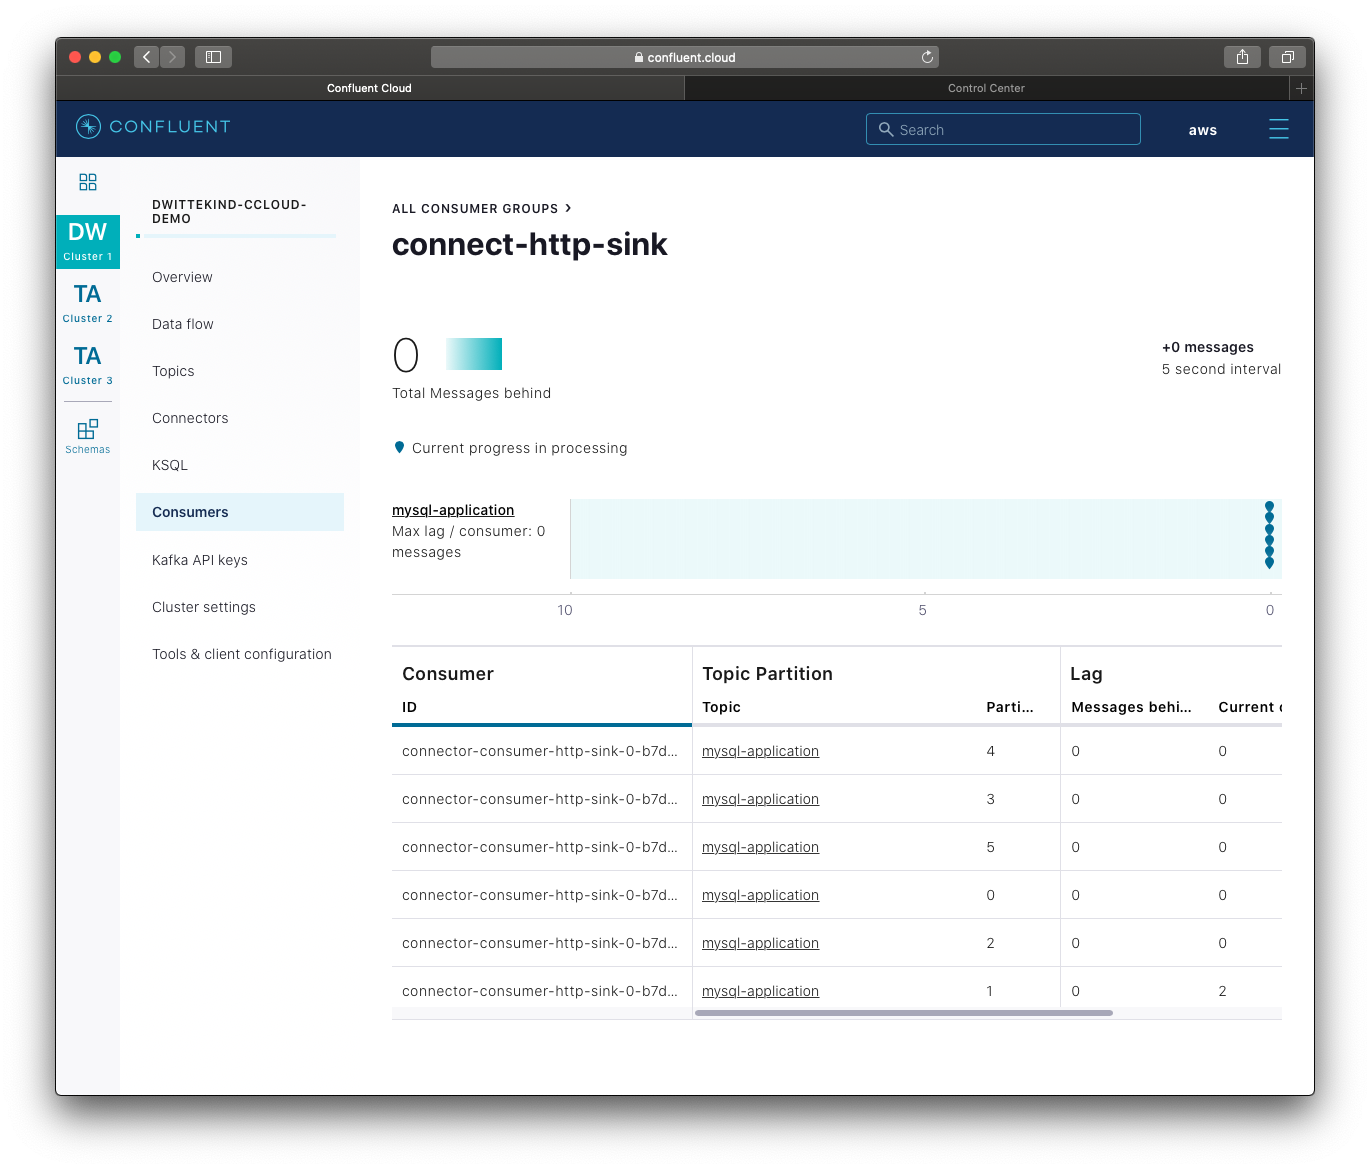 confluent.cloud
Confluent Cloud
Control Center
CONFLUENT
Search
aws
DW
Cluster 1
TA
Cluster 2
TA
Cluster 3
Schemas
DWITTEKIND-CCLOUD-
DEMO
Overview
Data flow
Topics
Connectors
KSQL
Consumers
Kafka API keys
Cluster settings
Tools & client configuration
ALL CONSUMER GROUPS >
connect-http-sink
0
Total Messages behind
+0 messages
5 second interval
Current progress in processing
mysql-application
Max lag / consumer: 0
messages
10 5 0
Consumer Topic Partition Lag
ID Topic Parti... Messages behi... Current
connector-consumer-http-sink-0-b7d... mysql-application 4 0 0
connector-consumer-http-sink-0-b7d... mysql-application 3 0 0
connector-consumer-http-sink-0-b7d... mysql-application 5 0 0
connector-consumer-http-sink-0-b7d... mysql-application 0 0 0
connector-consumer-http-sink-0-b7d... mysql-application 2 0 0
connector-consumer-http-sink-0-b7d... mysql-application 1 0 2